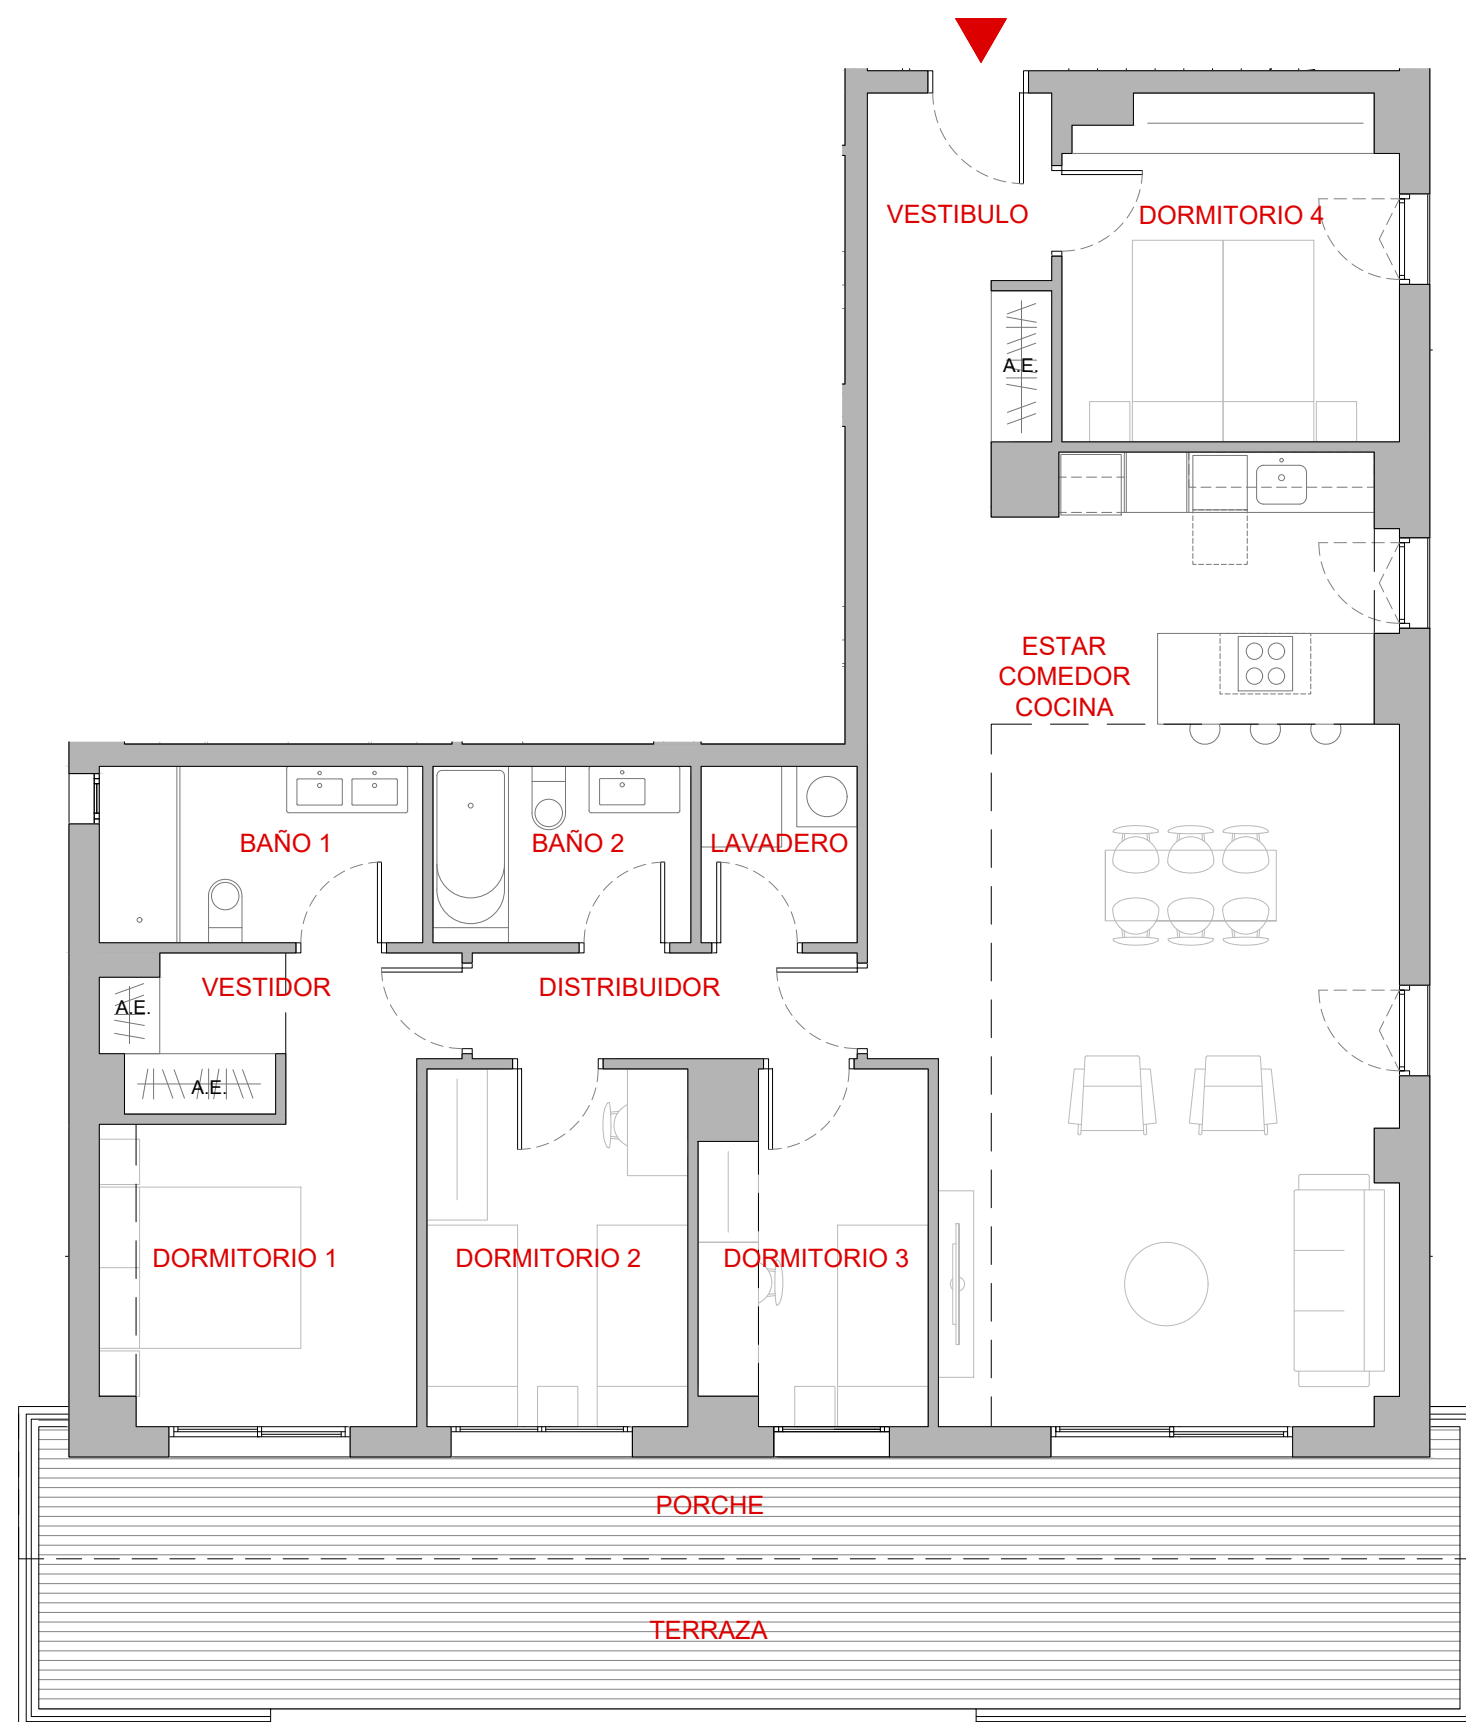 VESTIBULO
DORMITORIO 4
A.E.
ESTAR
COMEDOR
COCINA
BAÑO 1
BAÑO 2
LAVADERO
VESTIDOR
DISTRIBUIDOR
A.E.
A.E.
DORMITORIO 1
DORMITORIO 2
DORMITORIO 3
PORCHE
TERRAZA